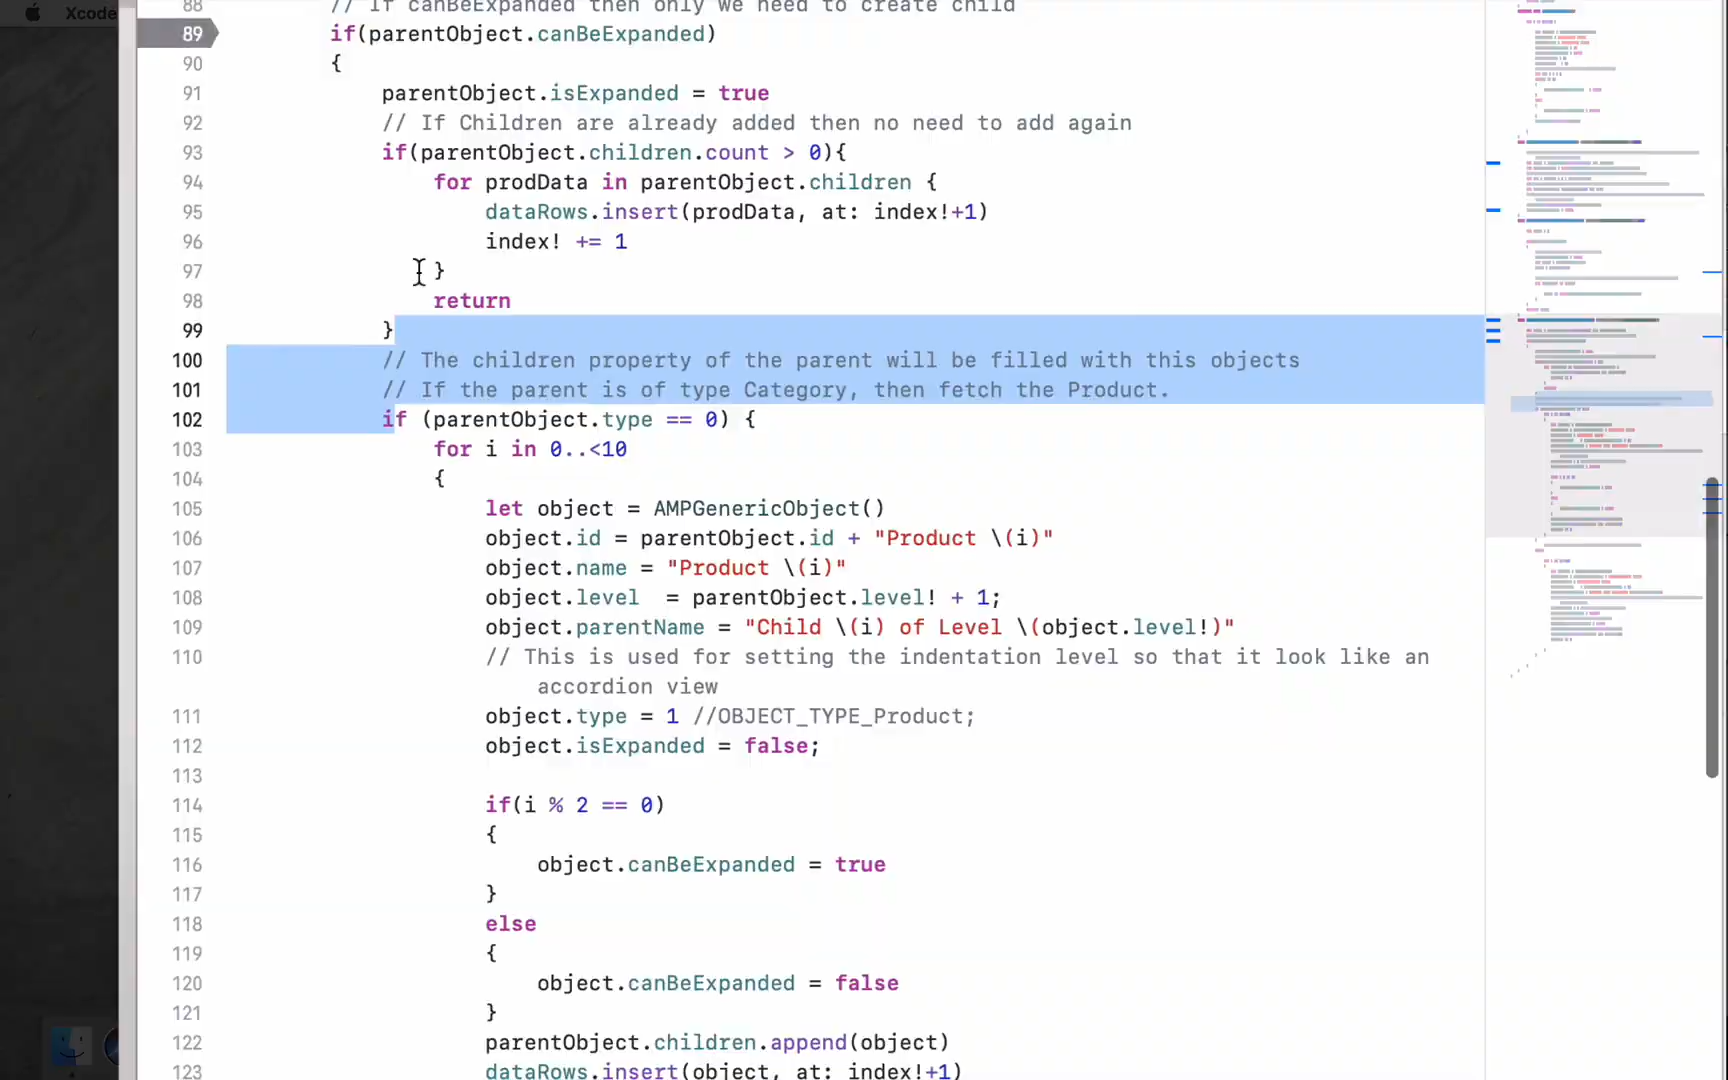 Xcode
88 // If canBeExpanded then only we need to create child
89 if(parentObject.canBeExpanded)
90 {
91 parentObject.isExpanded = true
92 // If Children are already added then no need to add again
93 if(parentObject.children.count > 0){
94 for prodData in parentObject.children {
95 dataRows.insert(prodData, at: index!+1)
96 index! += 1
97 }
98 return
99 }
100 // The children property of the parent will be filled with this objects
101 // If the parent is of type Category, then fetch the Product.
102 if (parentObject.type == 0) {
103 for i in 0..<10
104 {
105 let object = AMPGenericObject()
106 object.id = parentObject.id + "Product \(i)"
107 object.name = "Product \(i)"
108 object.level  = parentObject.level! + 1;
109 object.parentName = "Child \(i) of Level \(object.level!)"
110 // This is used for setting the indentation level so that it look like an
accordion view
111 object.type = 1 //OBJECT_TYPE_Product;
112 object.isExpanded = false;
113
114 if(i % 2 == 0)
115 {
116 object.canBeExpanded = true
117 }
118 else
119 {
120 object.canBeExpanded = false
121 }
122 parentObject.children.append(object)
123 dataRows.insert(object, at: index!+1)